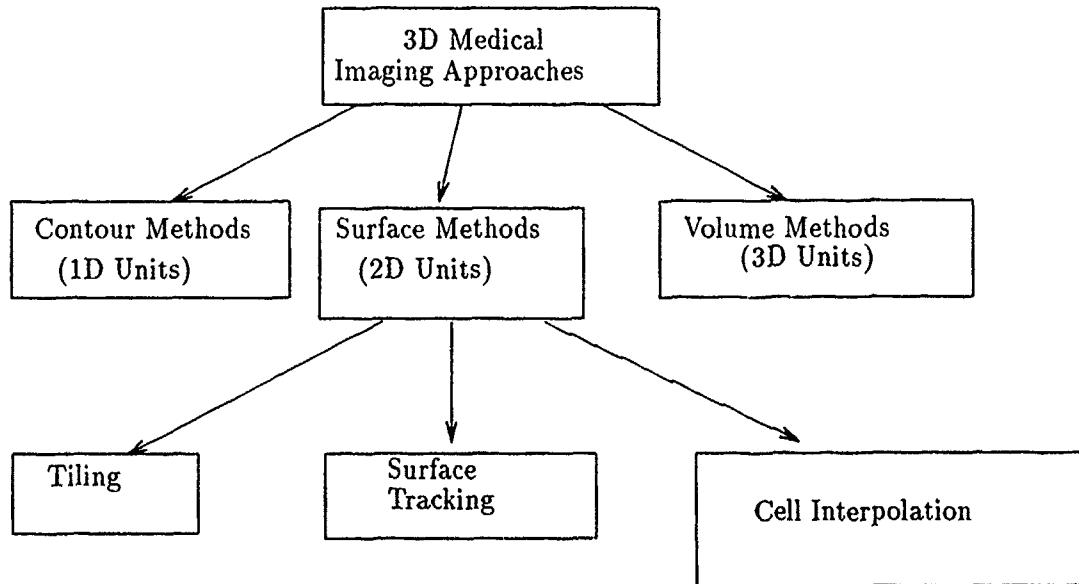 3D Medical
Imaging Approaches
Contour Methods
(1D Units)
Surface Methods
(2D Units)
Volume Methods
(3D Units)
Tiling
Surface
Tracking
Cell Interpolation